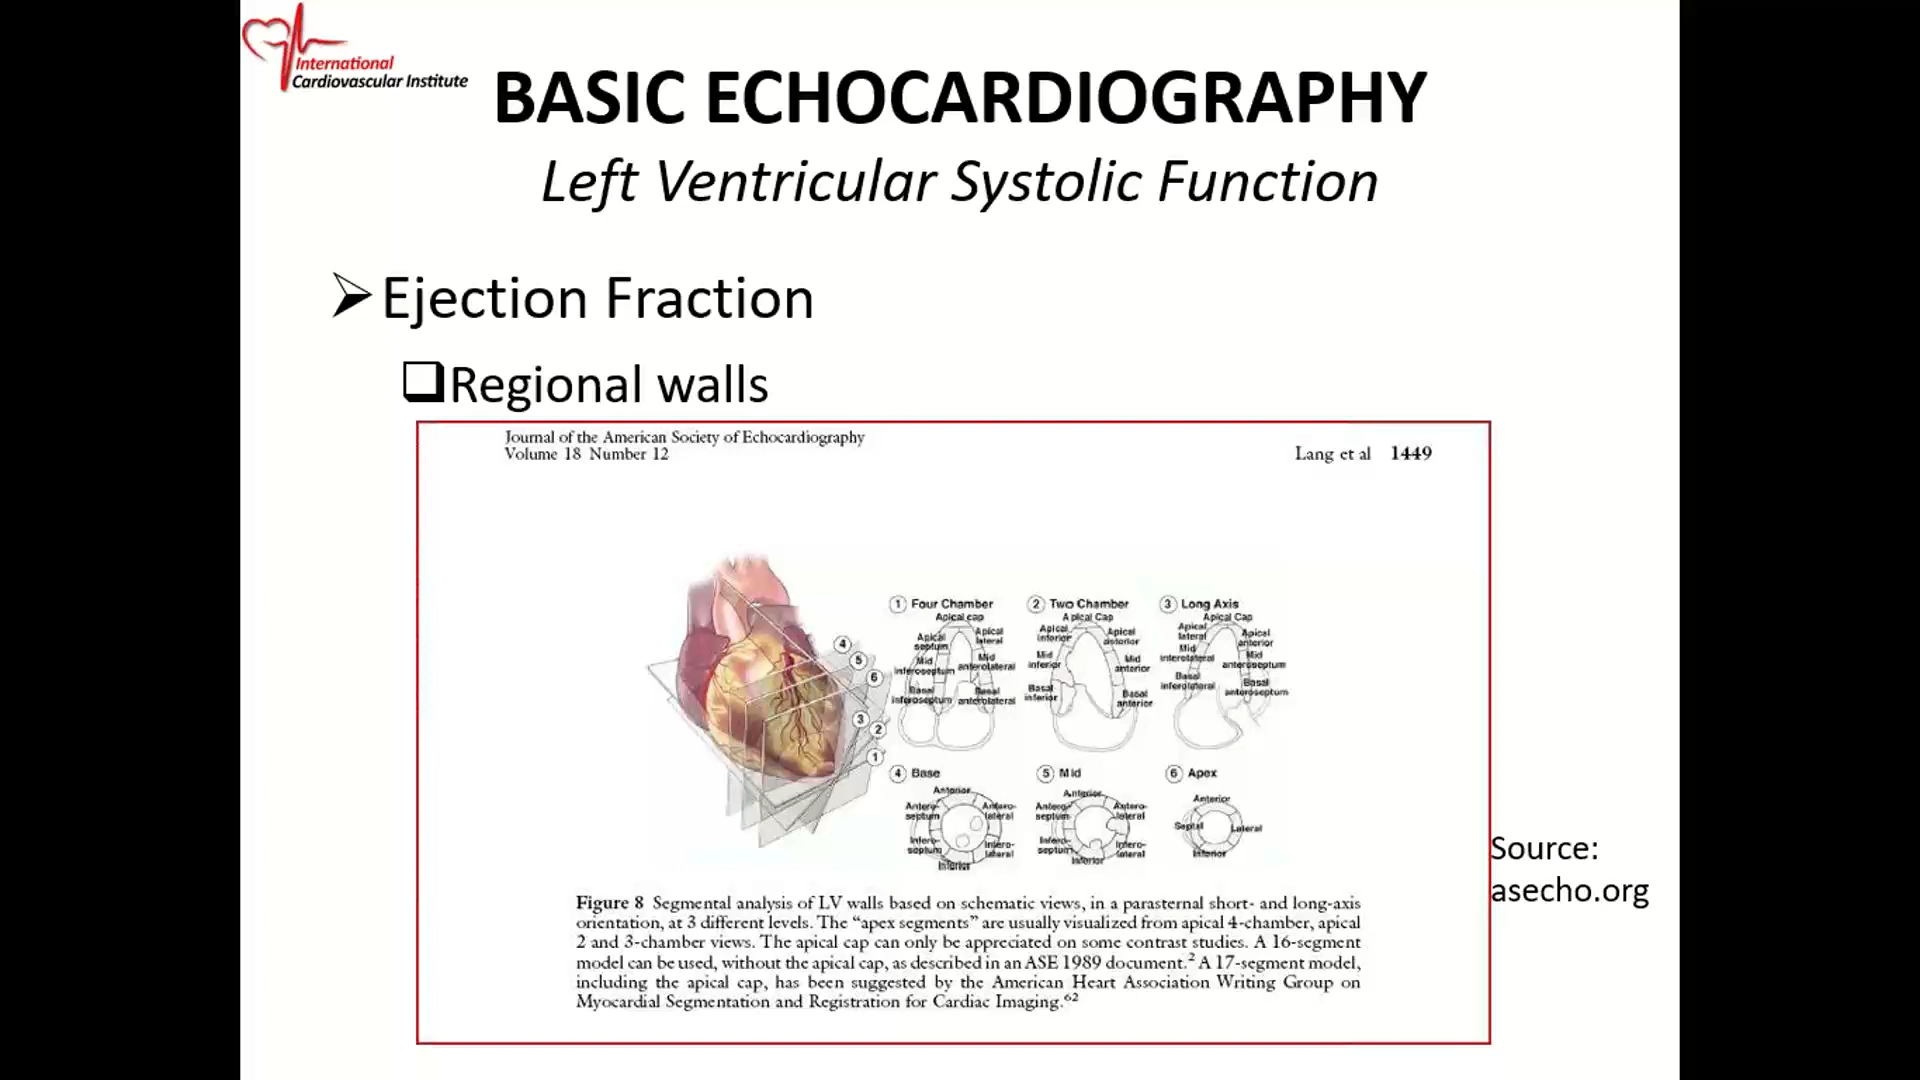 International
Cardiovascular Institute
BASIC ECHOCARDIOGRAPHY
Left Ventricular Systolic Function
Ejection Fraction
Regional walls
Journal of the American Society of Echocardiography
Volume 18 Number 12
Lang et al 1449
1 Four Chamber
Apical cap
Apical septum
Apical lateral
Mid inferoseptum
Mid anterolateral
Basal inferoseptum
Basal anterolateral
2 Two Chamber
Apical Cap
Apical inferior
Apical anterior
Mid inferior
Mid anterior
Basal inferior
Basal anterior
3 Long Axis
Apical Cap
Apical lateral
Apical anterior
Mid inferolateral
Mid anteroseptum
Basal inferolateral
Basal anteroseptum
4
5
6
3
2
1
4 Base
Anterior
Antero-
septum
Antero-
lateral
Infero-
septum
Infero-
lateral
Inferior
5 Mid
Anterior
Antero-
septum
Antero-
lateral
Infero-
septum
Infero-
lateral
Inferior
6 Apex
Anterior
Septal
Lateral
Inferior
Source:
asecho.org
Figure 8 Segmental analysis of LV walls based on schematic views, in a parasternal short- and long-axis
orientation, at 3 different levels. The “apex segments” are usually visualized from apical 4-chamber, apical
2 and 3-chamber views. The apical cap can only be appreciated on some contrast studies. A 16-segment
model can be used, without the apical cap, as described in an ASE 1989 document.² A 17-segment model,
including the apical cap, has been suggested by the American Heart Association Writing Group on
Myocardial Segmentation and Registration for Cardiac Imaging.⁶²